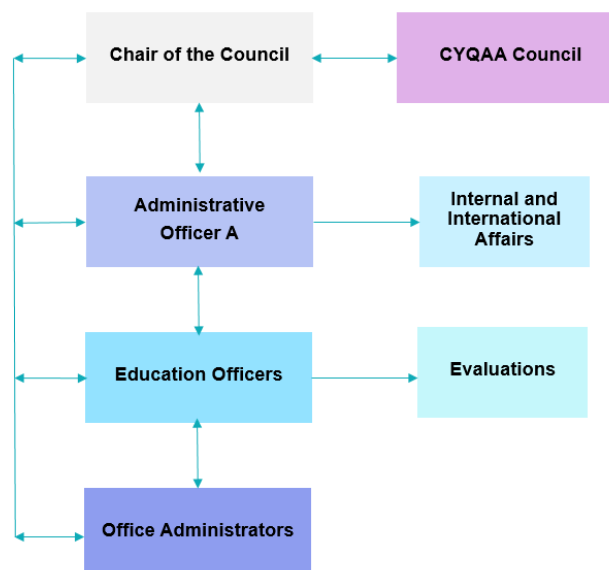 Chair of the Council
CYQAA Council
Administrative
Officer A
Internal and
International
Affairs
Education Officers
Evaluations
Office Administrators